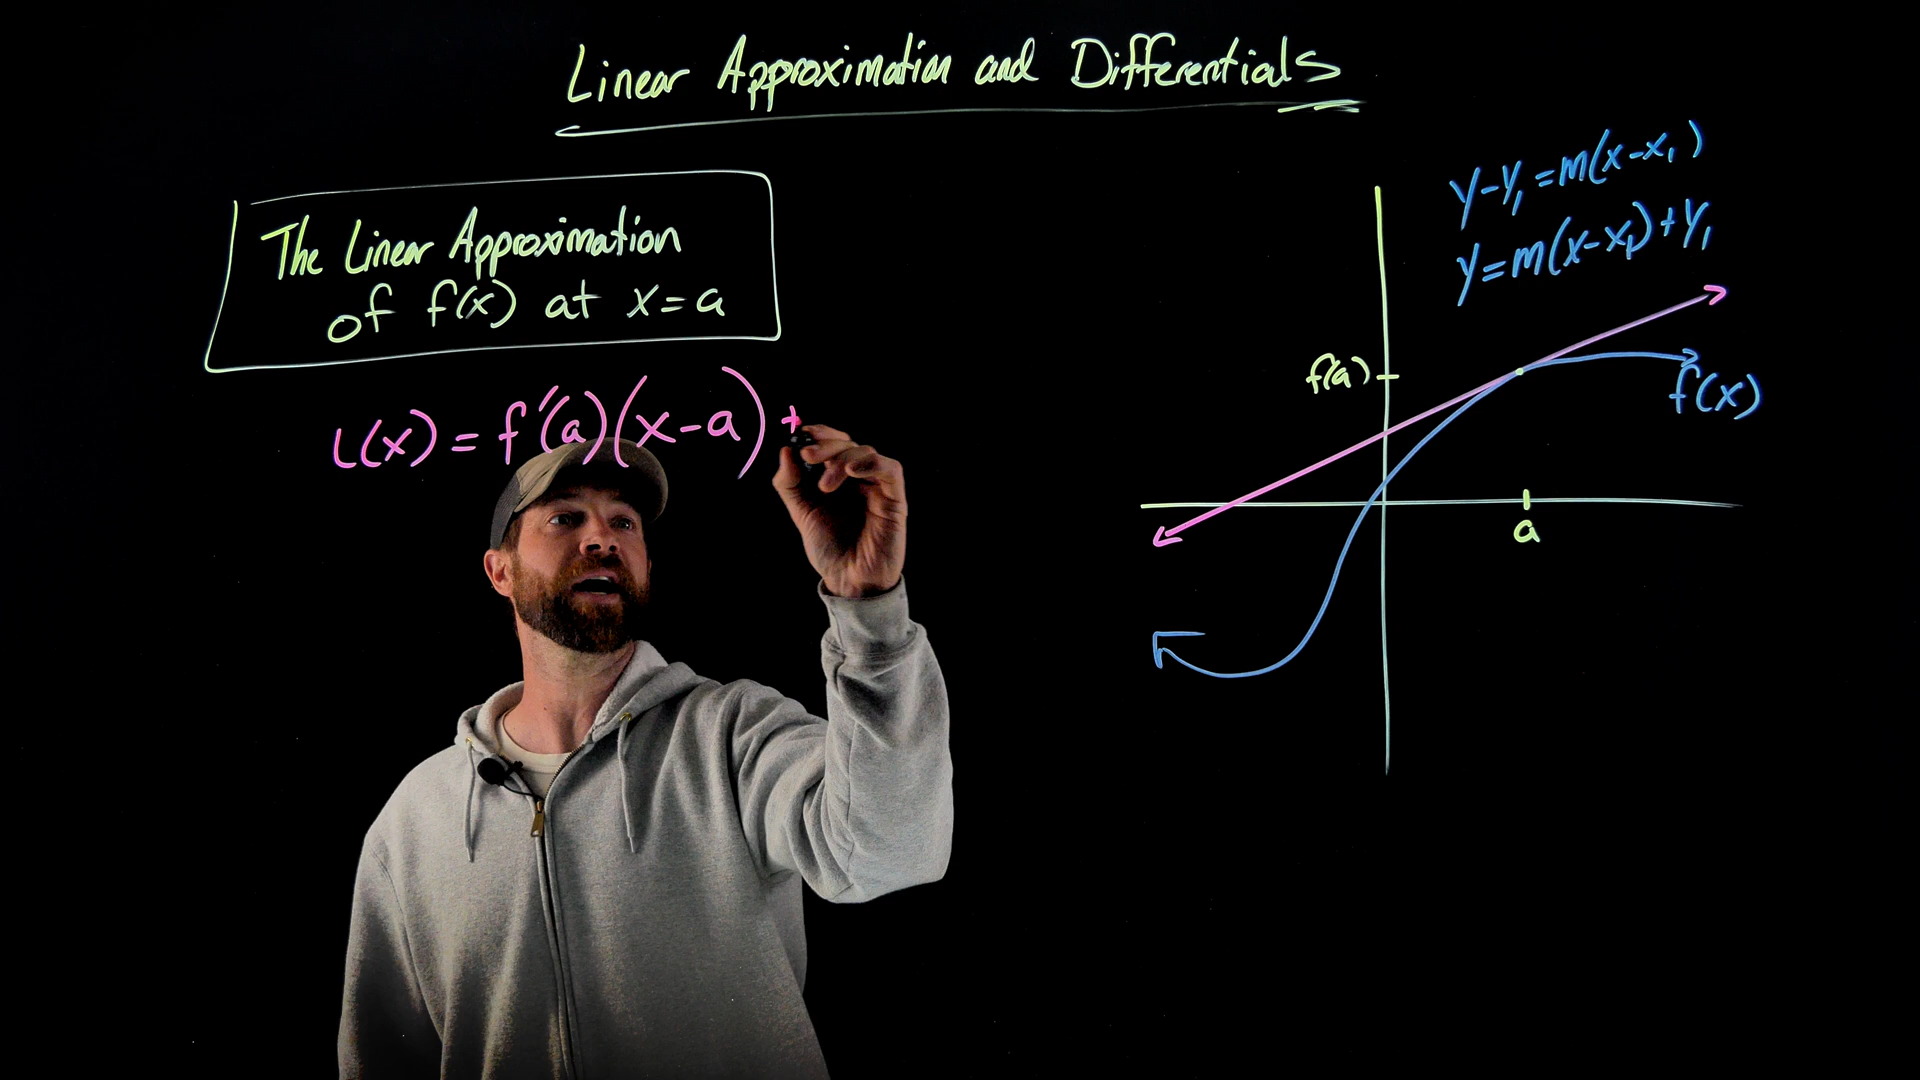 Linear Approximation and Differentials
The Linear Approximation
of f(x) at x=a
L(x) = f'(a)(x-a) +
y-y₁=m(x-x₁)
y=m(x-x₁)+y₁
f(a)
f(x)
a